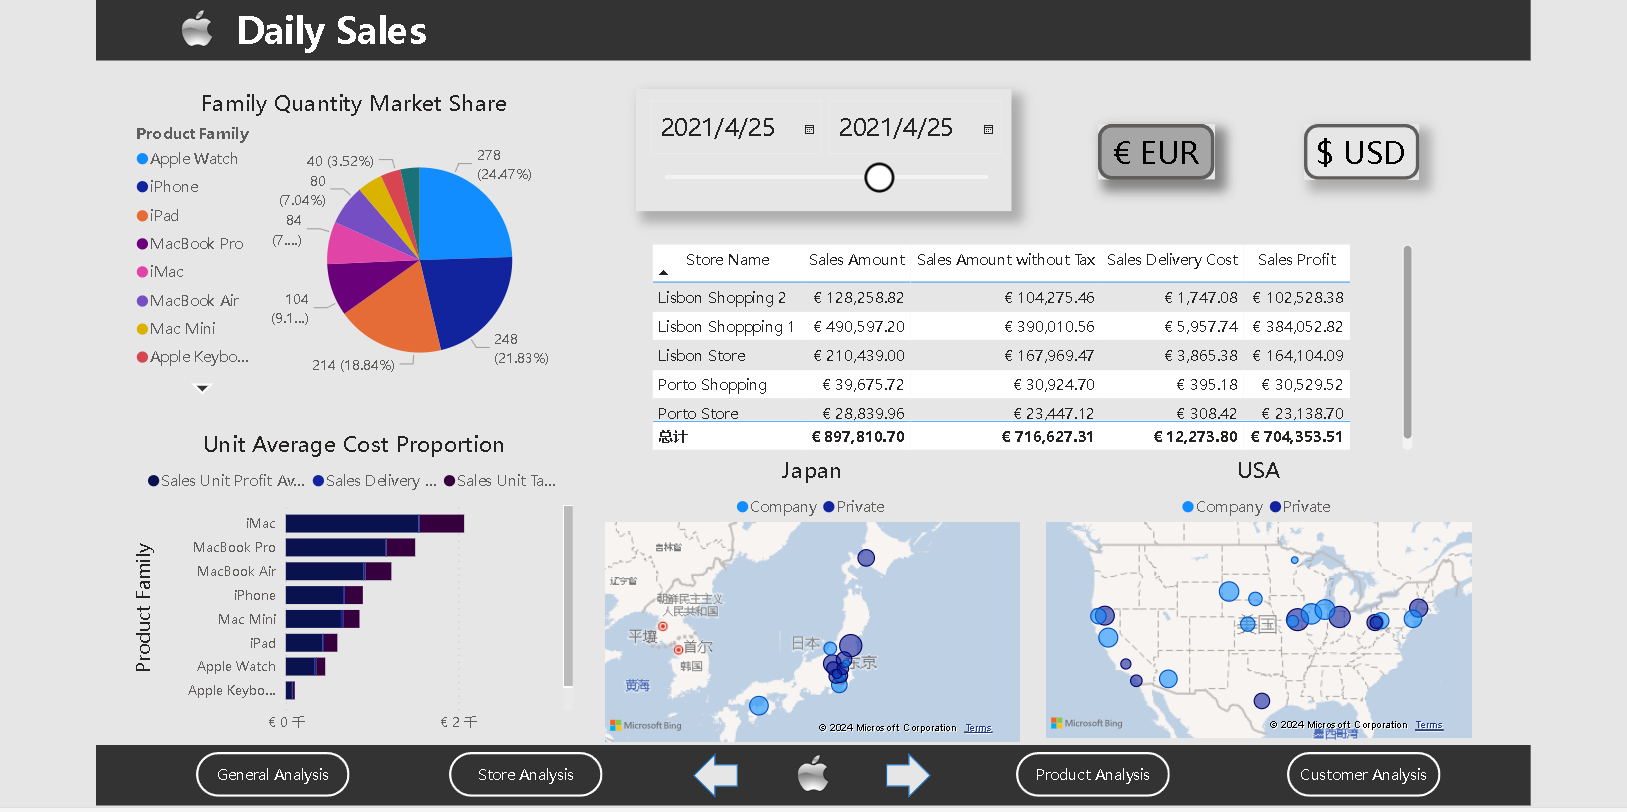 Daily Sales
Family Quantity Market Share
Product Family
Apple Watch
iPhone
iPad
MacBook Pro
iMac
MacBook Air
Mac Mini
Apple Keybo...
40 (3.52%)
278
(24.47%)
80
(7.04%)
84
(7....)
104
(9.1...)
248
(21.83%)
214 (18.84%)
2021/4/25
2021/4/25
€ EUR
$ USD
Store Name Sales Amount Sales Amount without Tax Sales Delivery Cost Sales Profit
Lisbon Shopping 2 € 128,258.82 € 104,275.46 € 1,747.08 € 102,528.38
Lisbon Shoppping 1 € 490,597.20 € 390,010.56 € 5,957.74 € 384,052.82
Lisbon Store € 210,439.00 € 167,969.47 € 3,865.38 € 164,104.09
Porto Shopping € 39,675.72 € 30,924.70 € 395.18 € 30,529.52
Porto Store € 28,839.96 € 23,447.12 € 308.42 € 23,138.70
总计 € 897,810.70 € 716,627.31 € 12,273.80 € 704,353.51
Unit Average Cost Proportion
Sales Unit Profit Av... Sales Delivery ... Sales Unit Ta...
Product Family
iMac
MacBook Pro
MacBook Air
iPhone
Mac Mini
iPad
Apple Watch
Apple Keybo...
€ 0 千
€ 2 千
Japan
Company Private
吉林省
辽宁省
朝鲜民主主义
人民共和国
平壤
首尔
韩国
黄海
日本
东京
Microsoft Bing
© 2024 Microsoft Corporation Terms
USA
Company Private
美国
Microsoft Bing
© 2024 Microsoft Corporation Terms
General Analysis
Store Analysis
Product Analysis
Customer Analysis